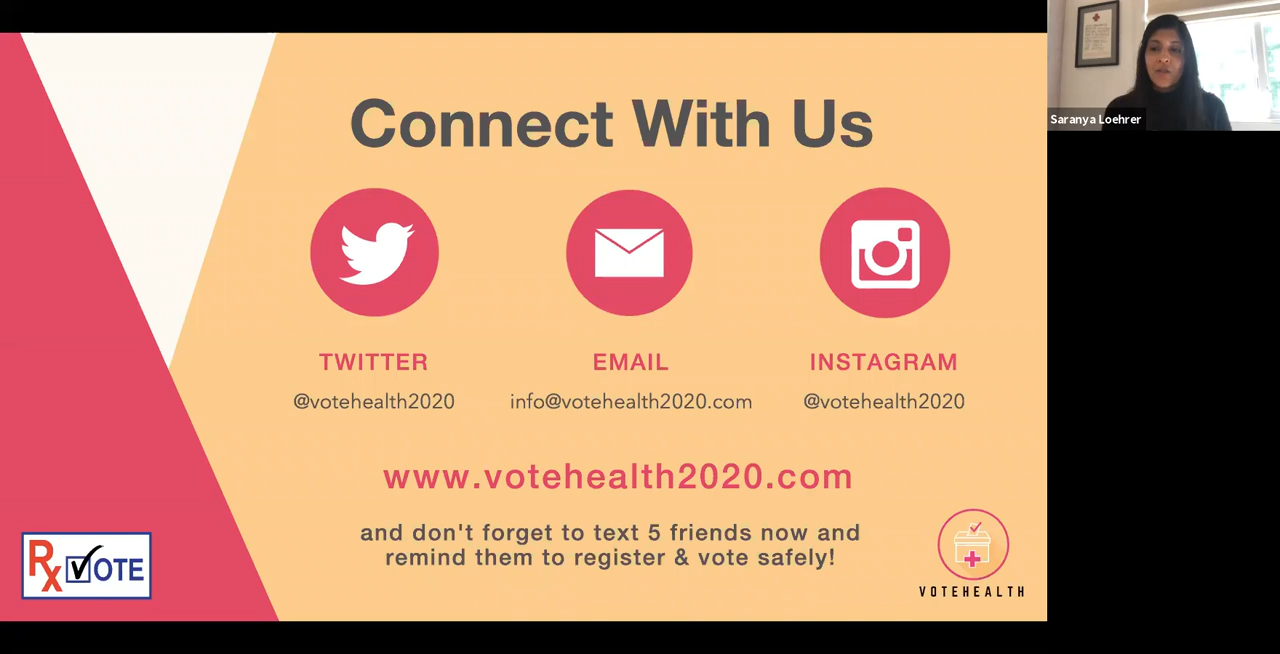 Connect With Us
TWITTER
@votehealth2020
EMAIL
info@votehealth2020.com
INSTAGRAM
@votehealth2020
www.votehealth2020.com
and don't forget to text 5 friends now and
remind them to register & vote safely!
Rx VOTE
VOTEHEALTH
Saranya Loehrer